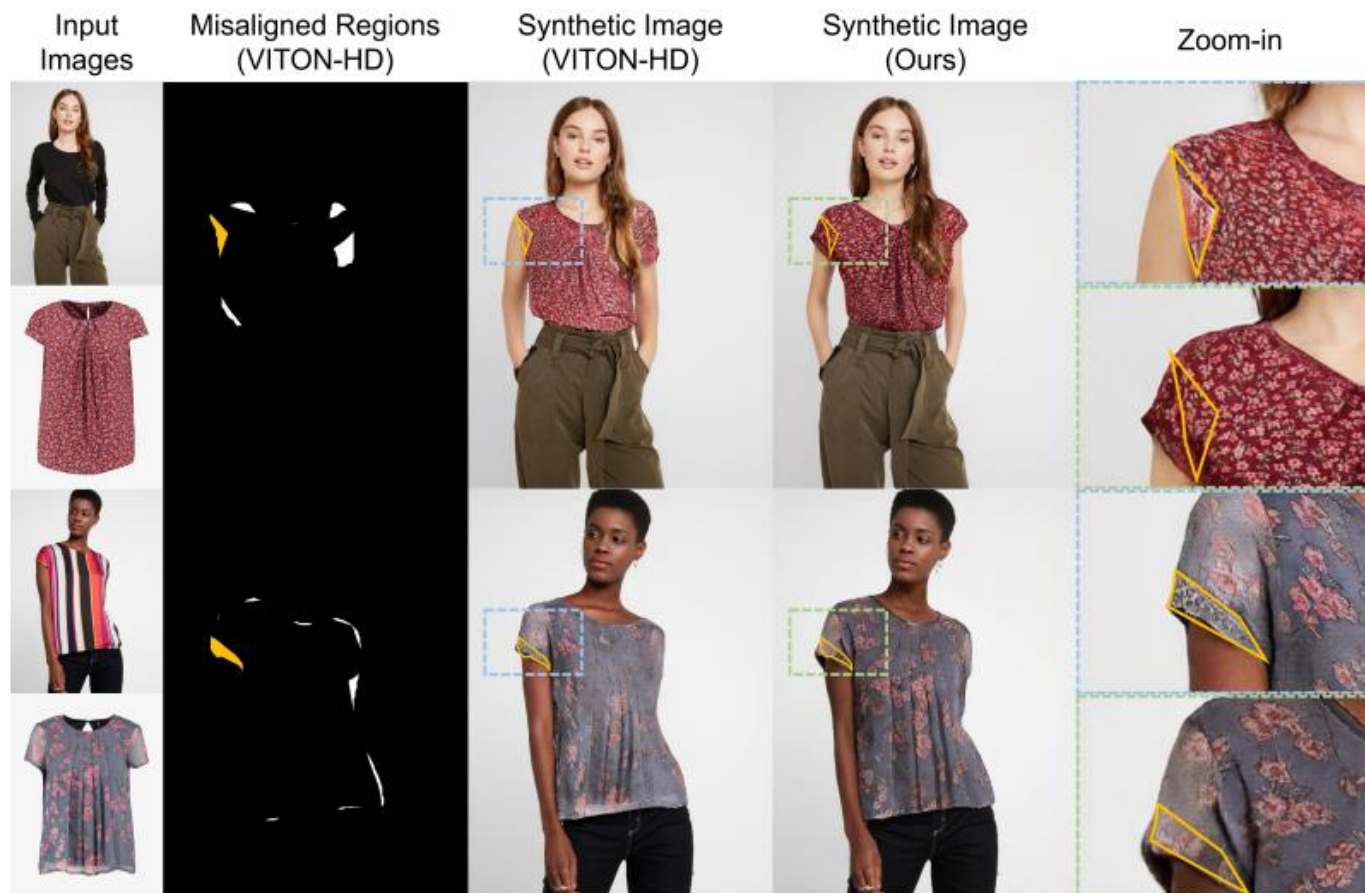 Input
Images
Misaligned Regions
(VITON-HD)
Synthetic Image
(VITON-HD)
Synthetic Image
(Ours)
Zoom-in